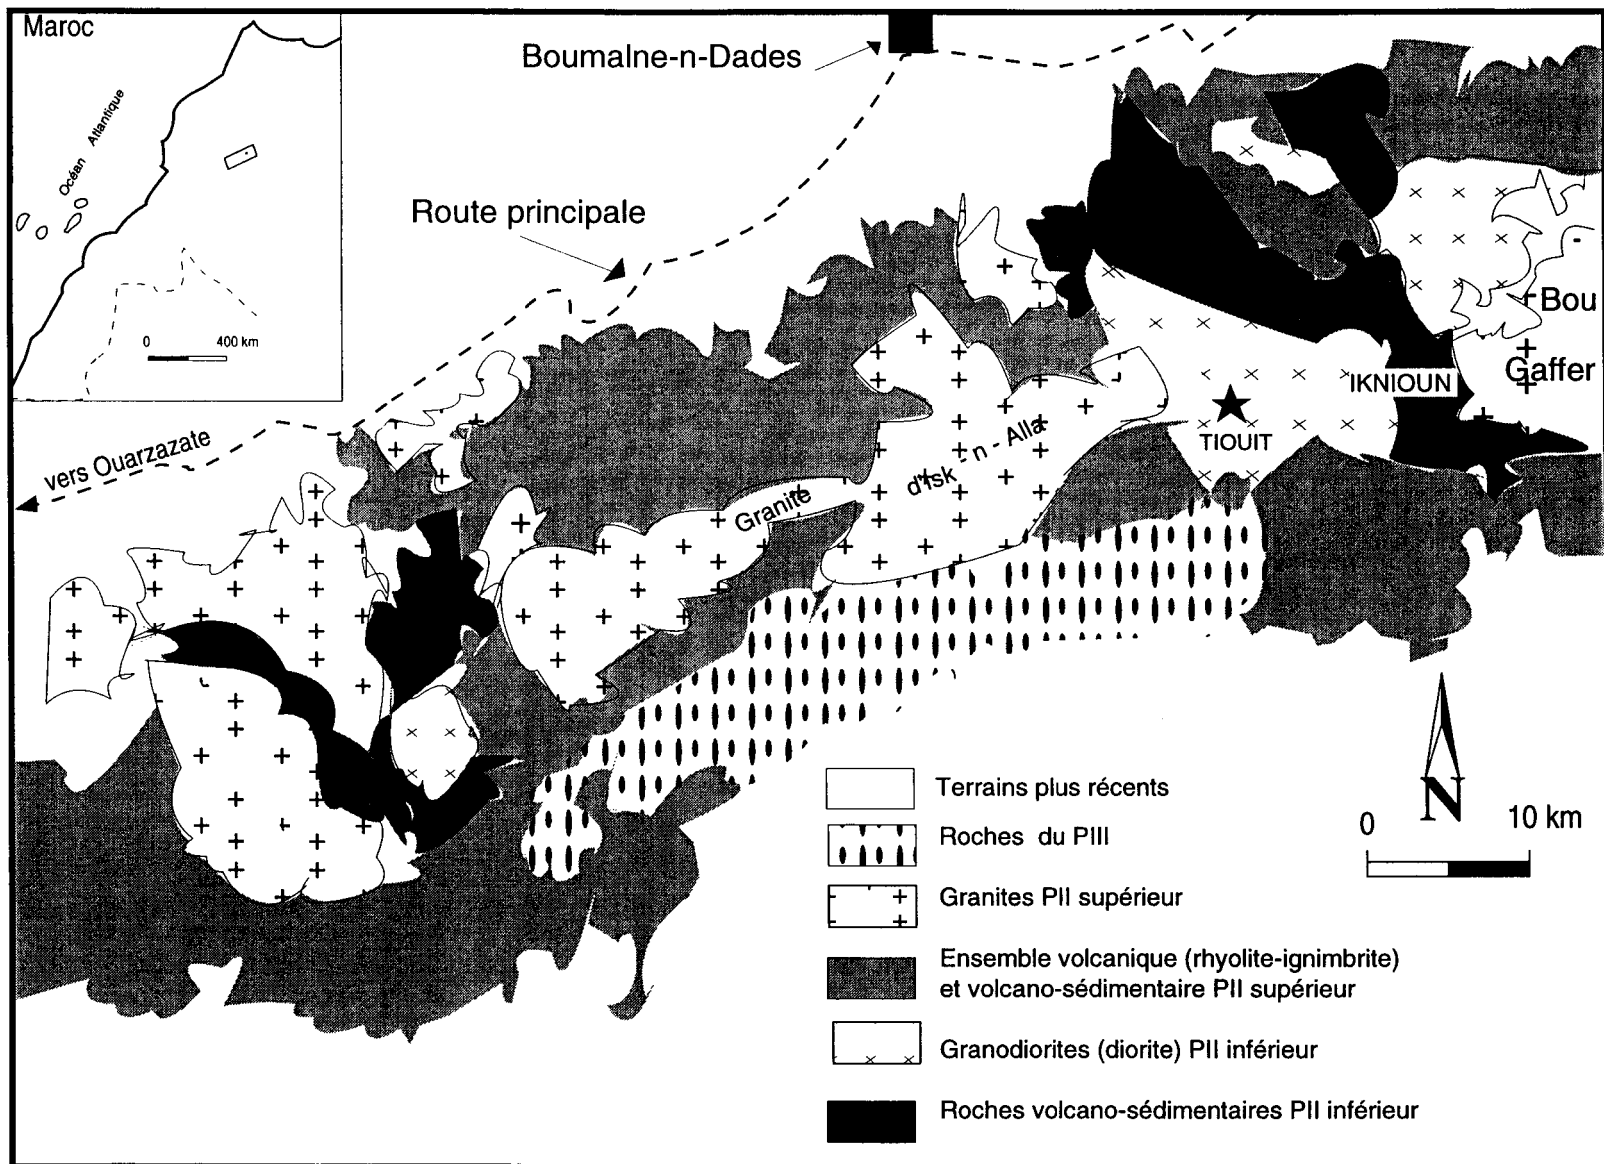 Maroc
Océan Atlantique
0 400 km
Boumalne-n-Dades
Route principale
vers Ouarzazate
Bou
Gaffer
IKNIOUN
TIOUIT
Granite d'Isk - n - Alla
N
0 10 km
Terrains plus récents
Roches du PIII
Granites PII supérieur
Ensemble volcanique (rhyolite-ignimbrite)
et volcano-sédimentaire PII supérieur
Granodiorites (diorite) PII inférieur
Roches volcano-sédimentaires PII inférieur